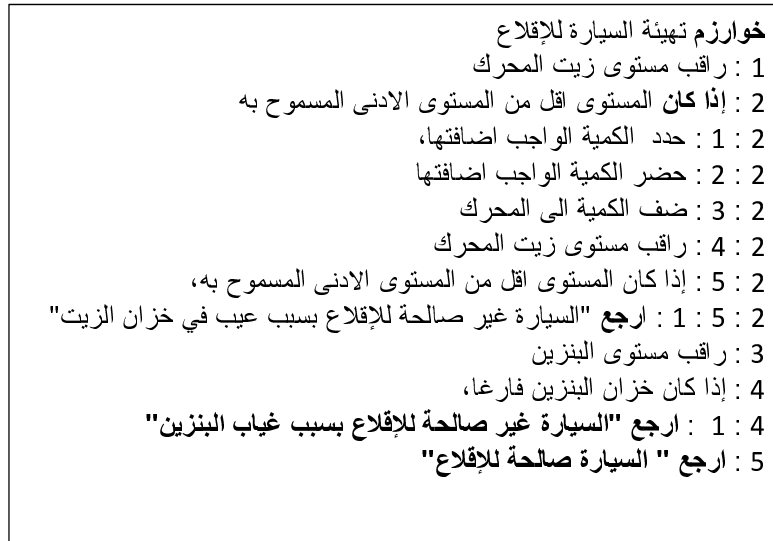 خوارزم تهيئة السيارة للإقلاع
1 : راقب مستوى زيت المحرك
2 : إذا كان المستوى اقل من المستوى الادنى المسموح به
2 : 1 : حدد الكمية الواجب اضافتها،
2 : 2 : حضر الكمية الواجب اضافتها
2 : 3 : ضف الكمية الى المحرك
2 : 4 : راقب مستوى زيت المحرك
2 : 5 : إذا كان المستوى اقل من المستوى الادنى المسموح به،
2 : 5 : 1 : ارجع "السيارة غير صالحة للإقلاع بسبب عيب في خزان الزيت"
3 : راقب مستوى البنزين
4 : إذا كان خزان البنزين فارغا،
4 : 1 : ارجع "السيارة غير صالحة للإقلاع بسبب غياب البنزين"
5 : ارجع " السيارة صالحة للإقلاع"